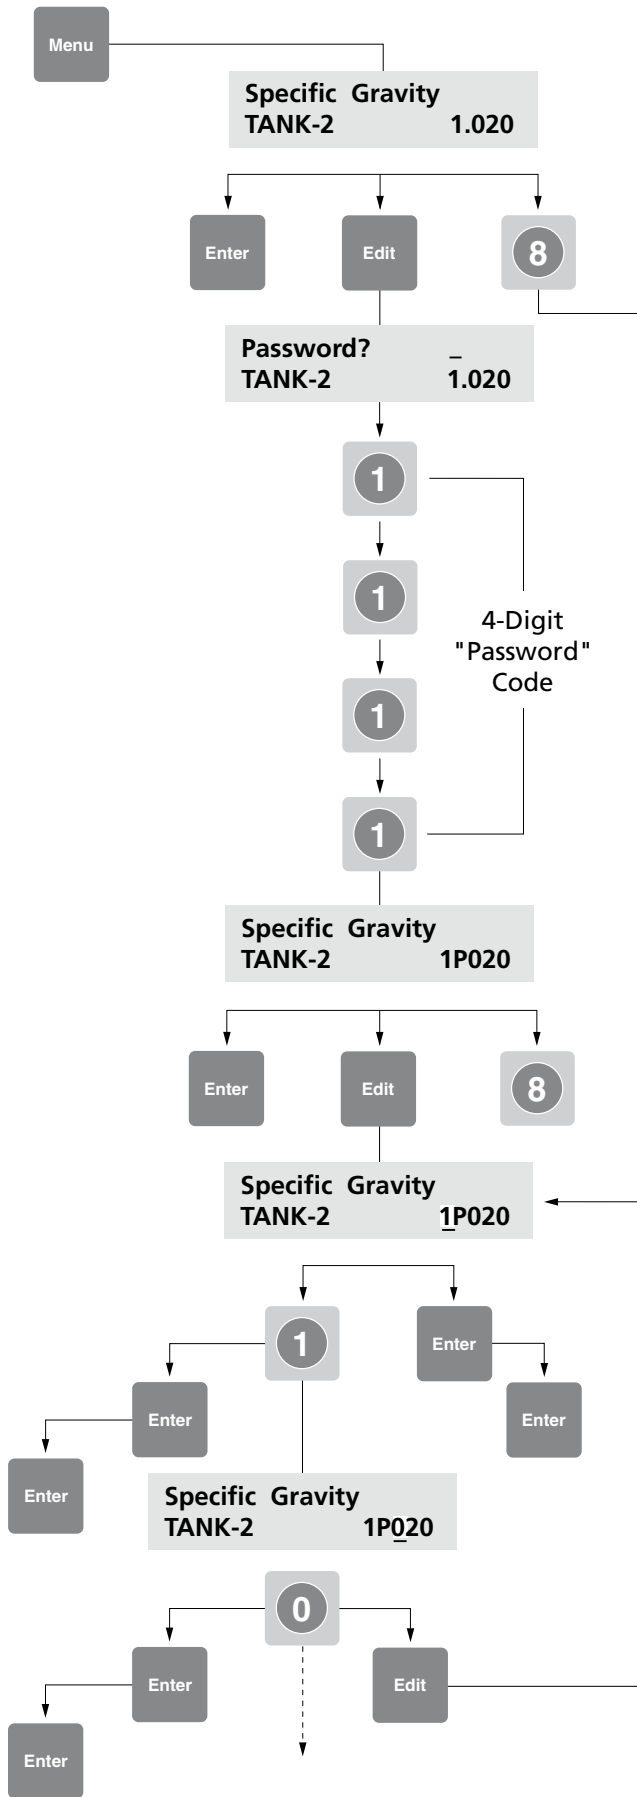 Menu
Specific Gravity
TANK-2 1.020
Enter Edit 8
Password? _
TANK-2 1.020
1
1
1
1
4-Digit
"Password"
Code
Specific Gravity
TANK-2 1P020
Enter Edit 8
Specific Gravity
TANK-2 1P020
1 Enter
Enter Enter
Enter
Specific Gravity
TANK-2 1P020
0
Enter Edit
Enter